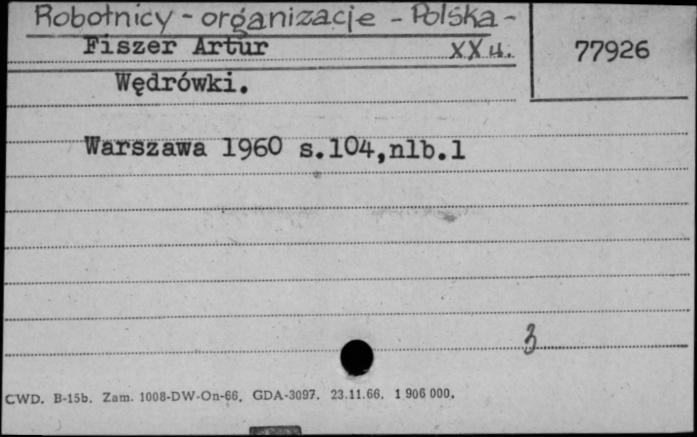 Robotnicy - organizacje - Polska -
Fiszer Artur XX w.
77926
Wędrówki.
Warszawa 1960 s.104,nlb.1
3
CWD. B-15b. Zam. 1008-DW-On-66. GDA-3097. 23.11.66. 1 906 000.